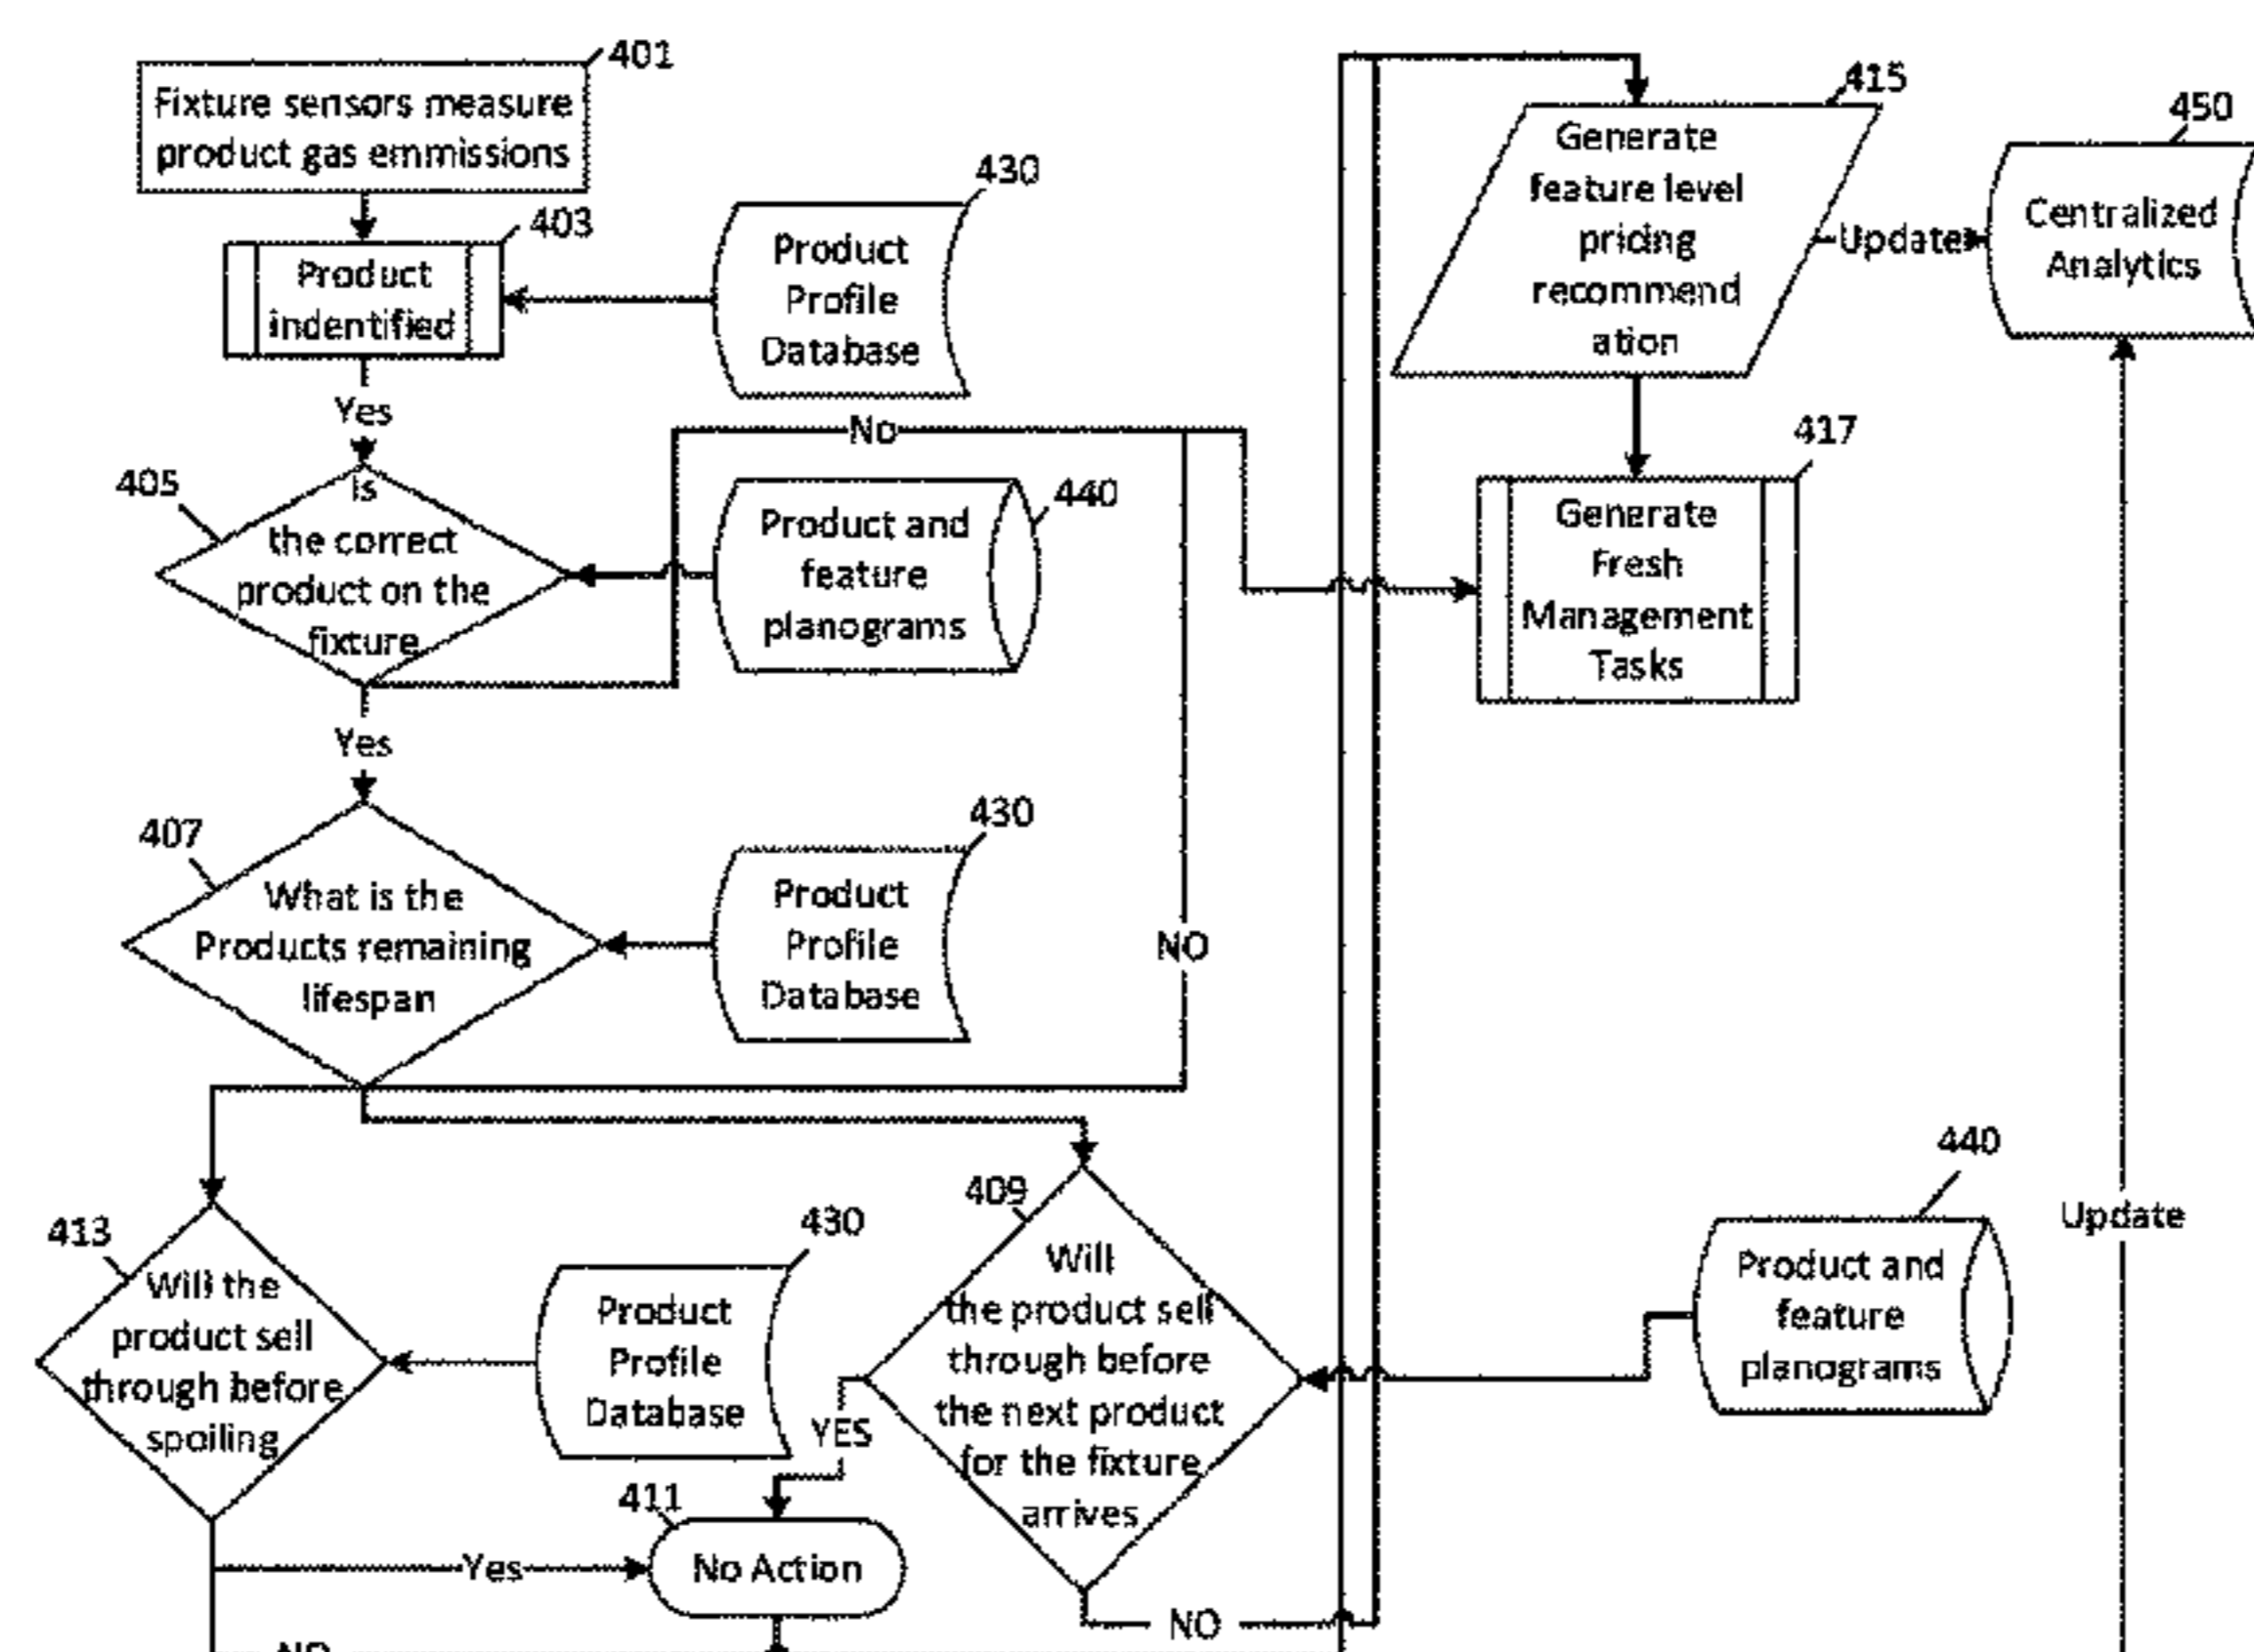 401
Fixture sensors measure
product gas emmissions
403
Product
indentified
430
Product
Profile
Database
Yes
405
Is
the correct
product on the
fixture
No
440
Product and
feature
planograms
Yes
407
What is the
Products remaining
lifespan
430
Product
Profile
Database
NO
413
Will the
product sell
through before
spoiling
430
Product
Profile
Database
409
Will
the product sell
through before
the next product
for the fixture
arrives
YES
411
No Action
Yes
NO
NO
415
Generate
feature level
pricing
recommend
ation
Update
450
Centralized
Analytics
417
Generate
Fresh
Management
Tasks
440
Product and
feature
planograms
Update